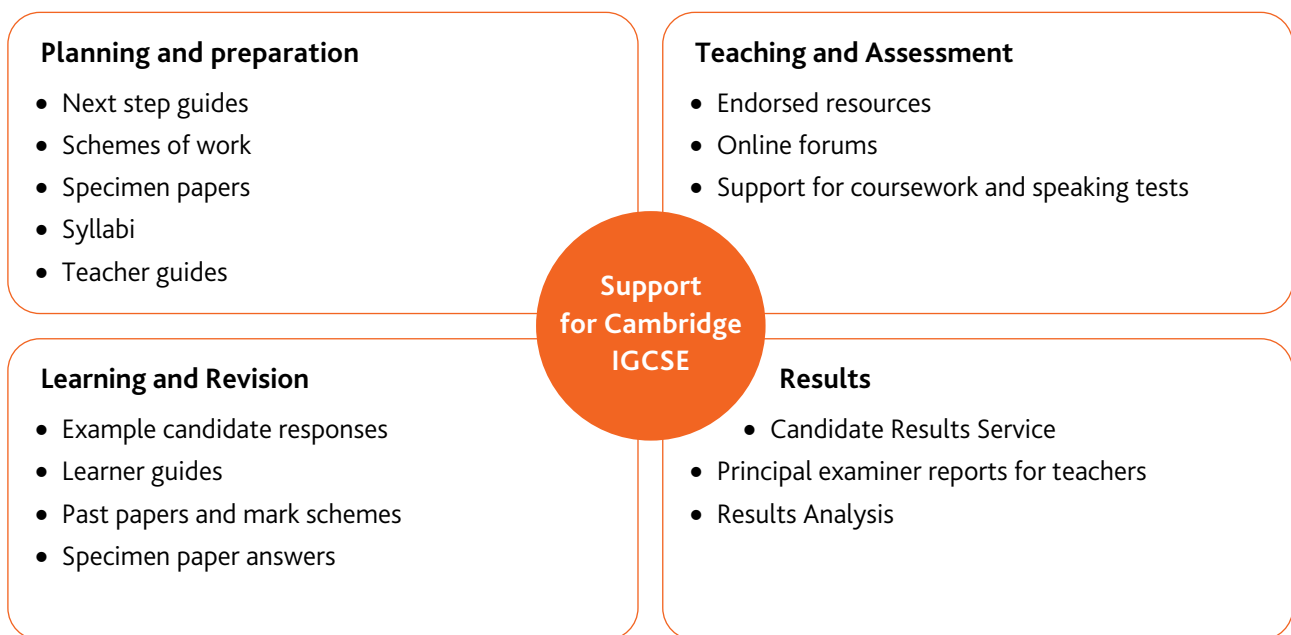 Planning and preparation
• Next step guides
• Schemes of work
• Specimen papers
• Syllabi
• Teacher guides
Teaching and Assessment
• Endorsed resources
• Online forums
• Support for coursework and speaking tests
Support
for Cambridge
IGCSE
Learning and Revision
• Example candidate responses
• Learner guides
• Past papers and mark schemes
• Specimen paper answers
Results
• Candidate Results Service
• Principal examiner reports for teachers
• Results Analysis